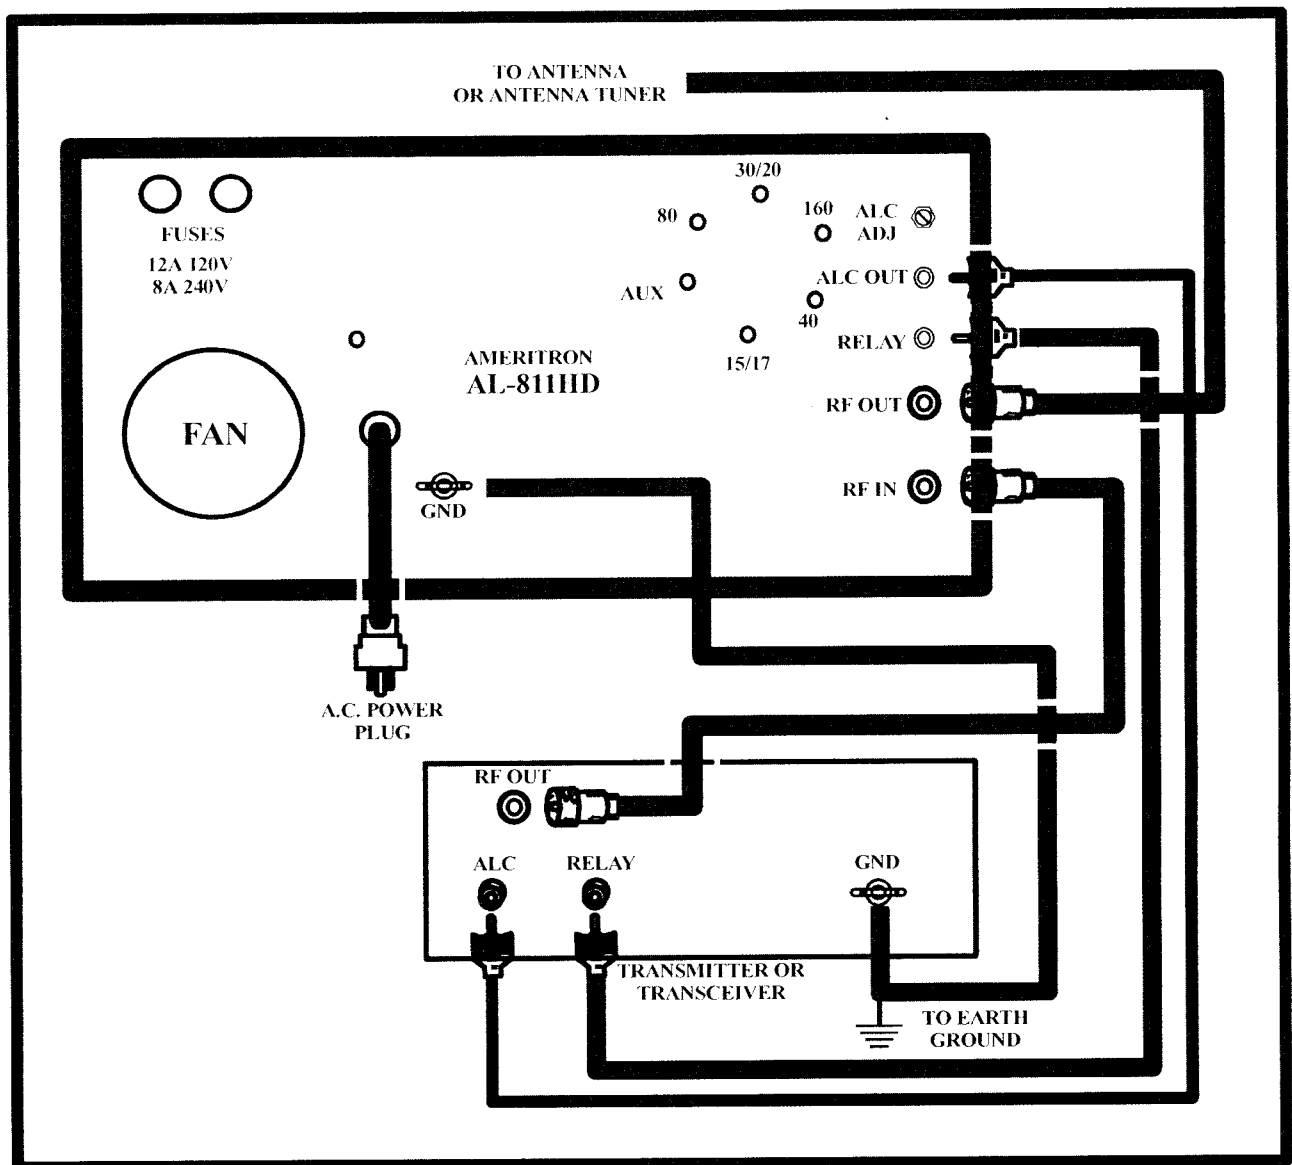 TO ANTENNA
OR ANTENNA TUNER
30/20
80
160
ALC
ADJ
FUSES
12A 120V
8A 240V
ALC OUT
AUX
40
RELAY
15/17
AMERITRON
AL-811HD
RF OUT
FAN
RF IN
GND
A.C. POWER
PLUG
RF OUT
ALC
RELAY
GND
TRANSMITTER OR
TRANSCEIVER
TO EARTH
GROUND